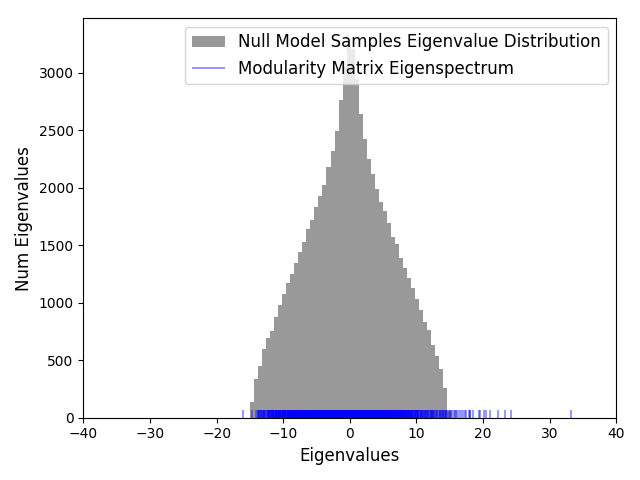 Null Model Samples Eigenvalue Distribution
Modularity Matrix Eigenspectrum
3000
2500
2000
1500
1000
500
0
Num Eigenvalues
−40 −30 −20 −10 0 10 20 30 40
Eigenvalues